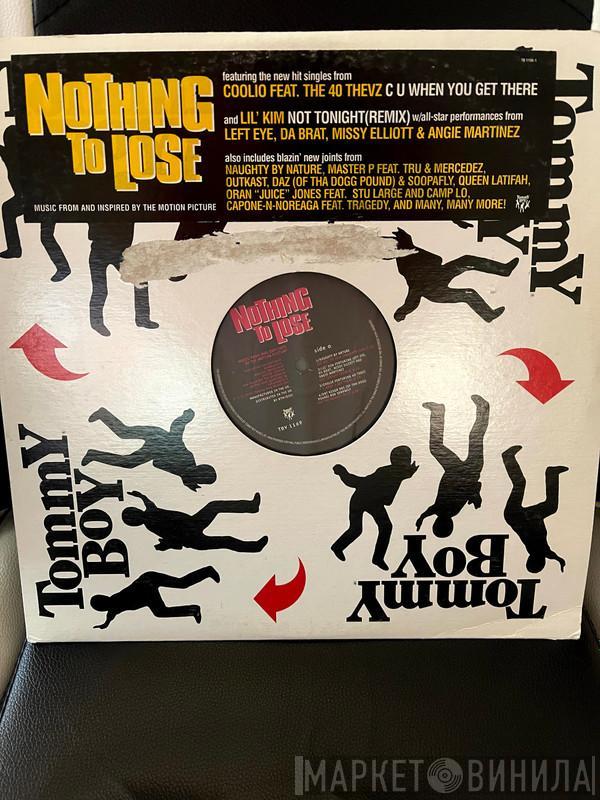 TB 1169-1
NOTHING
TO LOSE
MUSIC FROM AND INSPIRED BY THE MOTION PICTURE
featuring the new hit singles from
COOLIO FEAT. THE 40 THEVZ C U WHEN YOU GET THERE
and LIL' KIM NOT TONIGHT(REMIX) w/all-star performances from
LEFT EYE, DA BRAT, MISSY ELLIOTT & ANGIE MARTINEZ
also includes blazin' new joints from
NAUGHTY BY NATURE, MASTER P FEAT. TRU & MERCEDEZ,
OUTKAST, DAZ (OF THA DOGG POUND) & SOOPAFLY, QUEEN LATIFAH,
ORAN "JUICE" JONES FEAT. STU LARGE AND CAMP LO,
CAPONE-N-NOREAGA FEAT. TRAGEDY, AND MANY, MANY MORE!
TommY
BoY
NOTHING
TO LOSE
side a
TBV 1169
TommY
BoY
TommY
BoY
МАРКЕТ ВИНИЛА